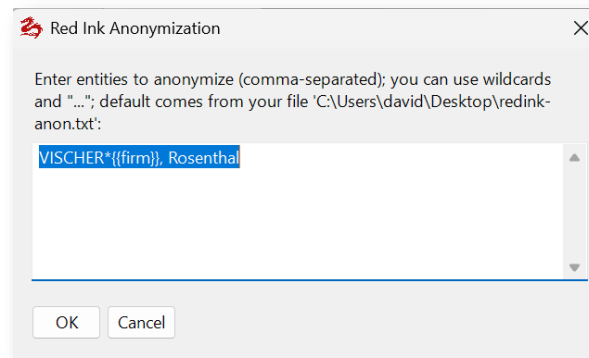 Red Ink Anonymization
Enter entities to anonymize (comma-separated); you can use wildcards
and "..."; default comes from your file 'C:\Users\david\Desktop\redink-
anon.txt':
VISCHER*{{firm}}, Rosenthal
OK Cancel